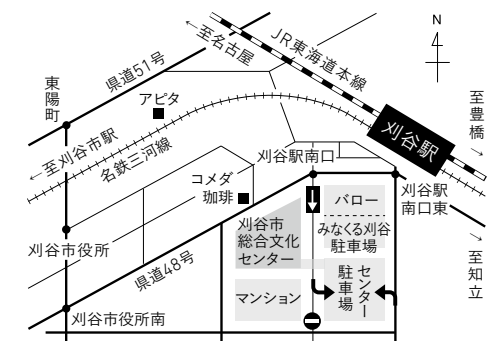 N
←至名古屋
JR東海道本線
県道51号
東陽町
アピタ
至豊橋→
刈谷駅
←至刈谷市駅
名鉄三河線
刈谷駅南口
コメダ
珈琲
バロー
刈谷駅
南口東
みなくる刈谷
駐車場
刈谷市
総合文化
センター
刈谷市役所
至知立→
県道48号
センター
駐車場
マンション
刈谷市役所南